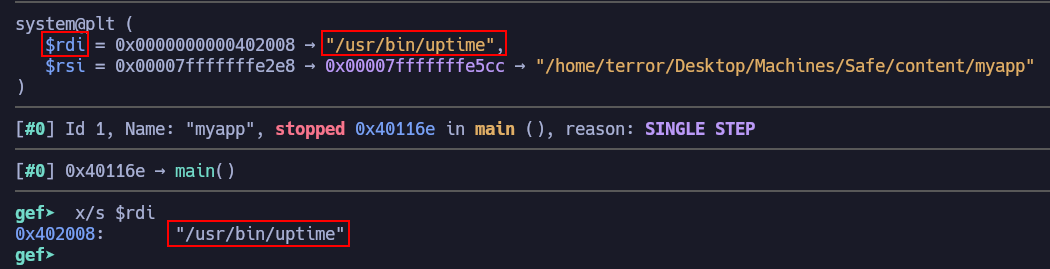 system@plt (
$rdi = 0x0000000000402008 → "/usr/bin/uptime",
$rsi = 0x00007fffffffe2e8 → 0x00007fffffffe5cc → "/home/terror/Desktop/Machines/Safe/content/myapp"
)
[#0] Id 1, Name: "myapp", stopped 0x40116e in main (), reason: SINGLE STEP
[#0] 0x40116e → main()
gef➤  x/s $rdi
0x402008: "/usr/bin/uptime"
gef➤